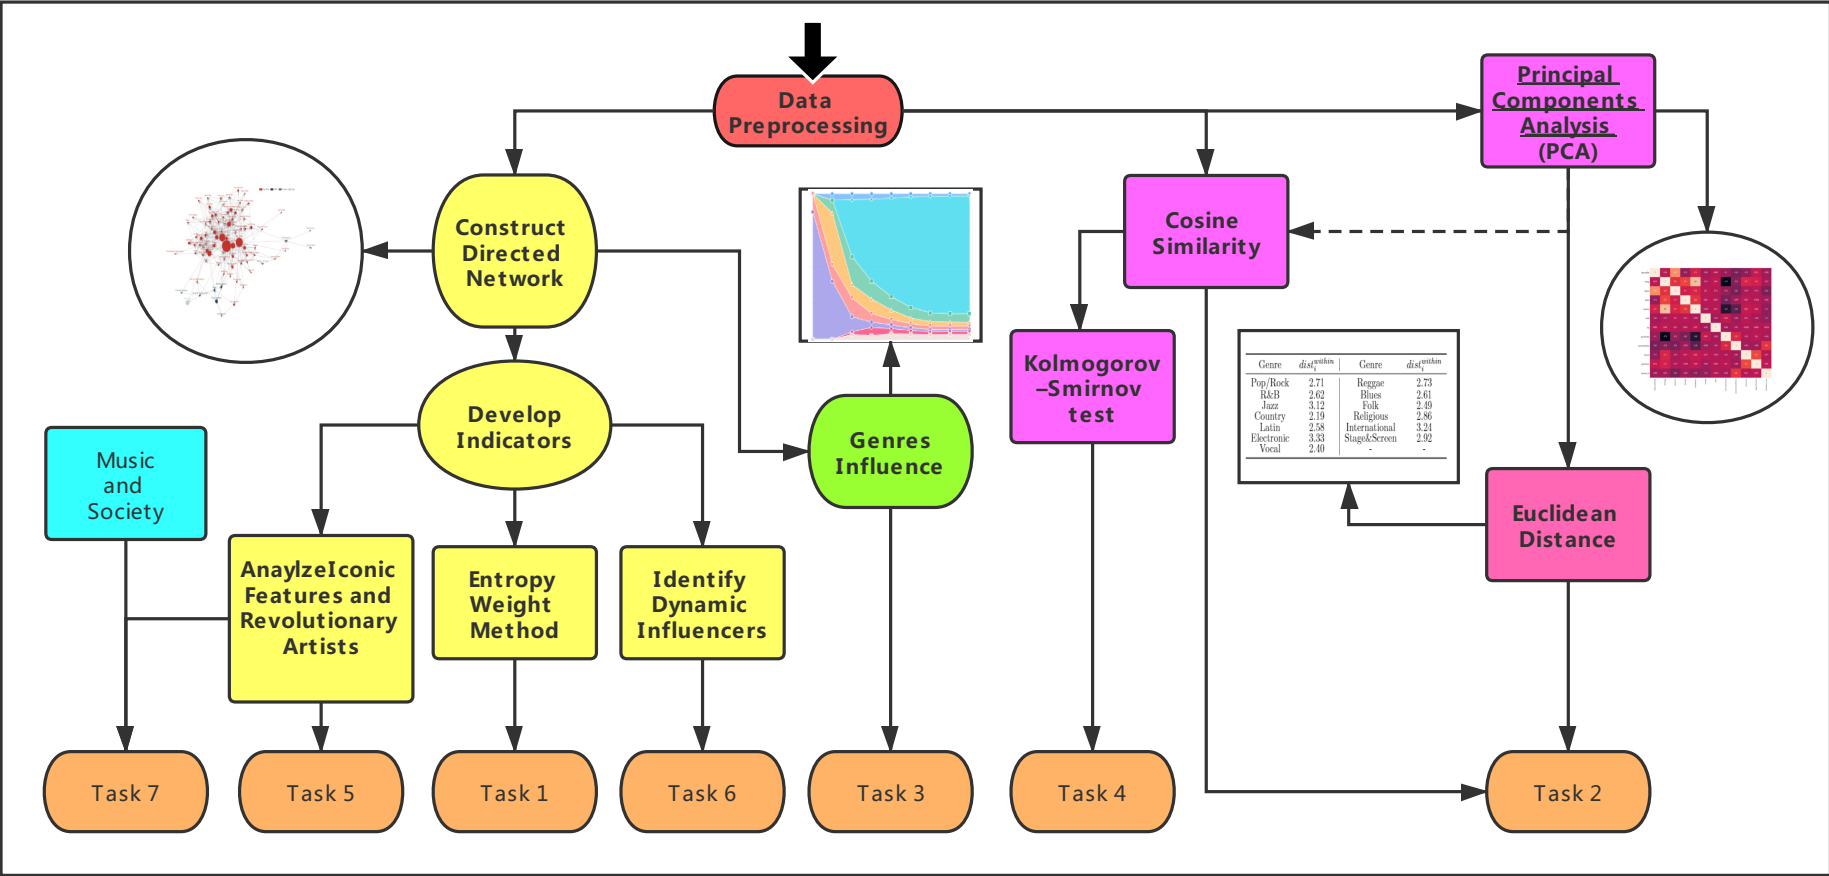 Data
Preprocessing
Principal
Components
Analysis
(PCA)
Construct
Directed
Network
Cosine
Similarity
Kolmogorov
–Smirnov
test
Genre dist_i^within Genre dist_i^within
Pop/Rock 2.71 Reggae 2.73
R&B 2.62 Blues 2.61
Jazz 3.12 Folk 2.49
Country 2.19 Religious 2.86
Latin 2.58 International 3.24
Electronic 3.33 Stage&Screen 2.92
Vocal 2.40 - -
Develop
Indicators
Genres
Influence
Music
and
Society
Euclidean
Distance
AnaylzeIconic
Features and
Revolutionary
Artists
Entropy
Weight
Method
Identify
Dynamic
Influencers
Task 7
Task 5
Task 1
Task 6
Task 3
Task 4
Task 2